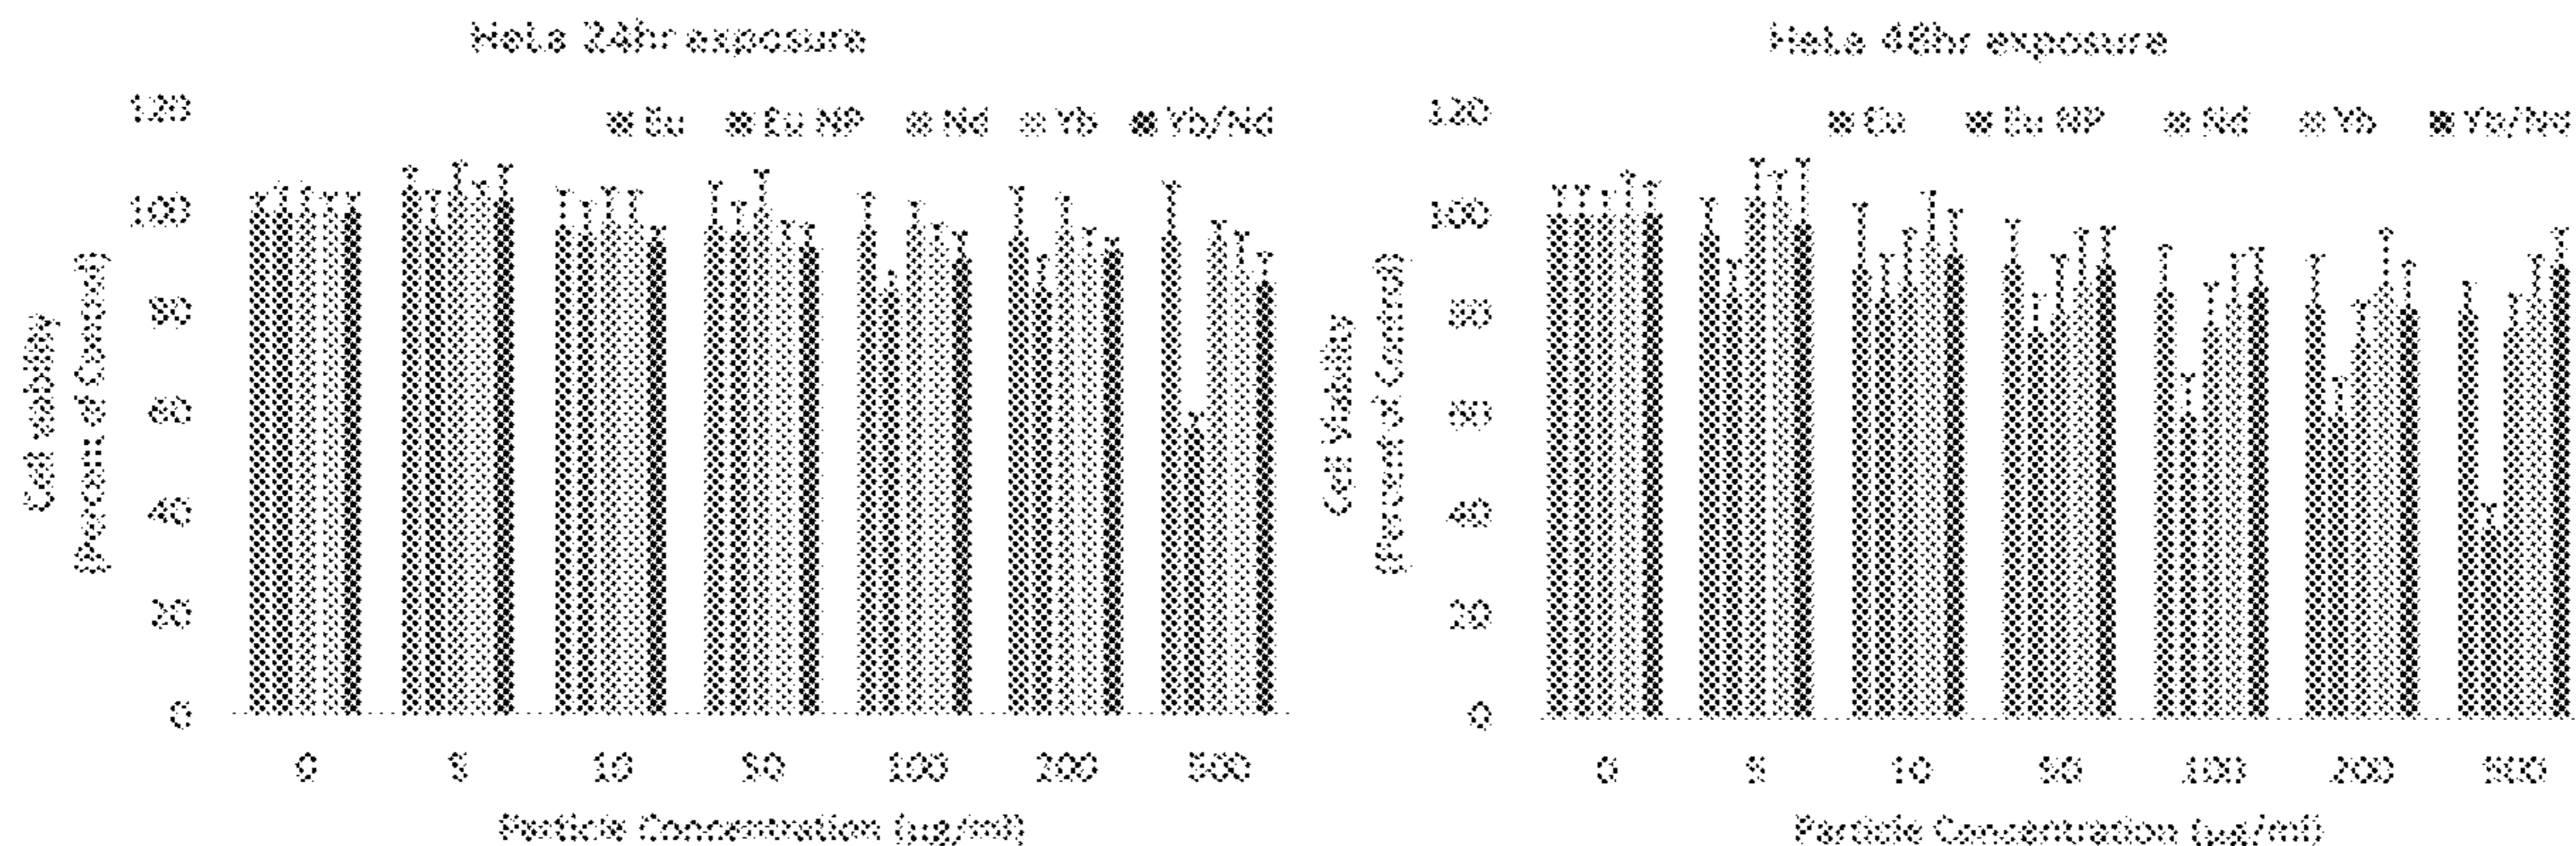 HeLa 24hr exposure
120
Eu Eu NP Nd Yb Yb/Nd
100
80
60
40
20
0
Cell viability
(Percent of Control)
0 5 10 50 100 200 500
Particle Concentration (µg/ml)
HeLa 48hr exposure
120
Eu Eu NP Nd Yb Yb/Nd
100
80
60
40
20
0
Cell Viability
(Percent of Control)
0 5 10 50 100 200 500
Particle Concentration (µg/ml)